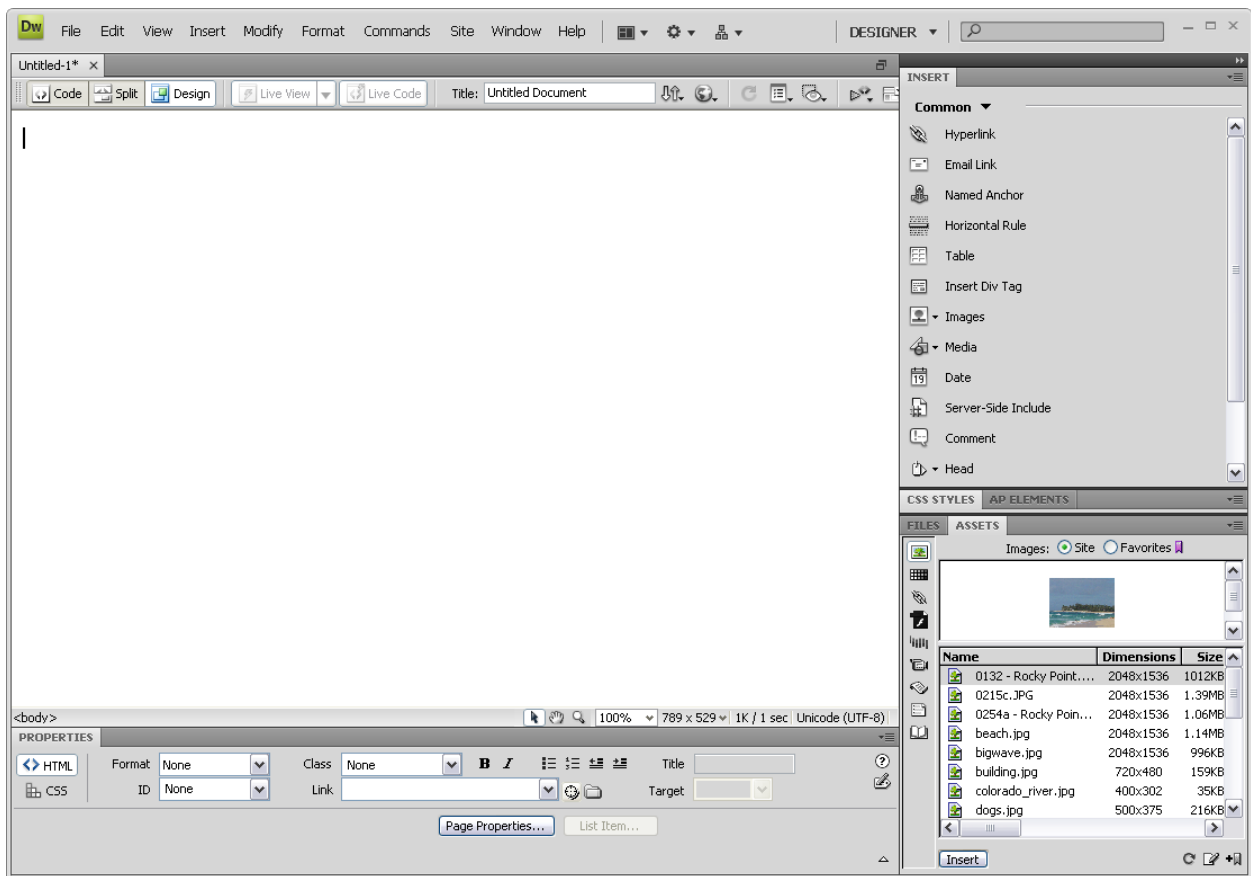 Dw File Edit View Insert Modify Format Commands Site Window Help DESIGNER
Untitled-1*
Code Split Design Live View Live Code Title: Untitled Document
INSERT
Common
Hyperlink
Email Link
Named Anchor
Horizontal Rule
Table
Insert Div Tag
Images
Media
19 Date
Server-Side Include
Comment
Head
CSS STYLES AP ELEMENTS
FILES ASSETS
Images: Site Favorites
Name Dimensions Size
0132 - Rocky Point.... 2048x1536 1012KB
0215c.JPG 2048x1536 1.39MB
0254a - Rocky Poin... 2048x1536 1.06MB
beach.jpg 2048x1536 1.14MB
bigwave.jpg 2048x1536 996KB
building.jpg 720x480 159KB
colorado_river.jpg 400x302 35KB
dogs.jpg 500x375 216KB
Insert
<body> 100% 789 x 529 1K / 1 sec Unicode (UTF-8)
PROPERTIES
<> HTML Format None Class None B I Title
CSS ID None Link Target
Page Properties... List Item...